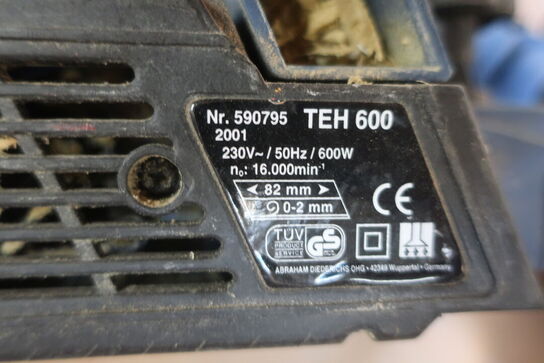 Nr. 590795 TEH 600
2001
230V~ / 50Hz / 600W
n₀: 16.000min⁻¹
82 mm
0-2 mm
CE
TÜV
PRODUCT
SERVICE
GS
ABRAHAM DIEDERICHS OHG • 42349 Wuppertal • Germany